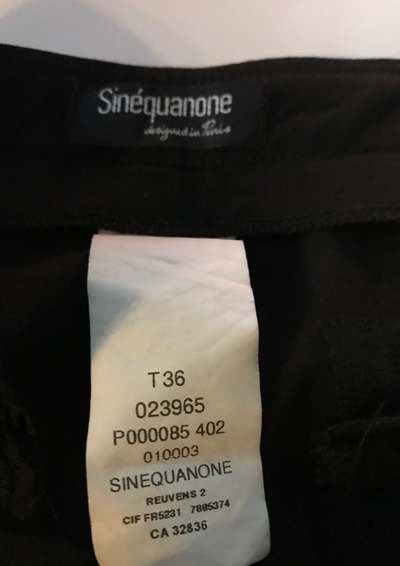 Sinéquanone
designed in Paris
T36
023965
P000085 402
010003
SINEQUANONE
REUVENS 2
CIF FR5231 7885374
CA 32836